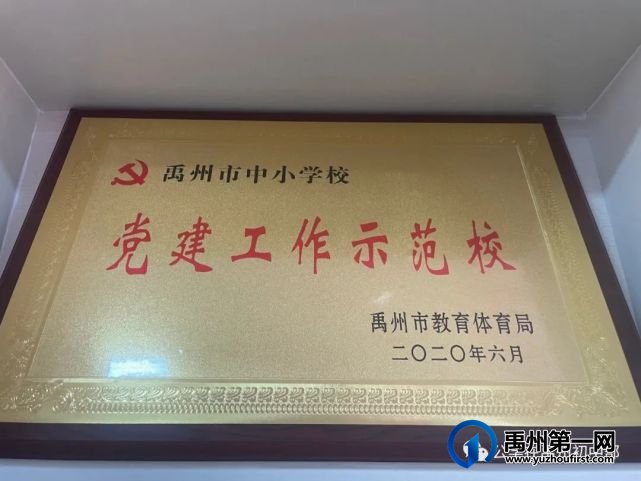 禹州市中小学校
党建工作示范校
禹州市教育体育局
二〇二〇年六月
禹州第一网
www.yuzhoufirst.com